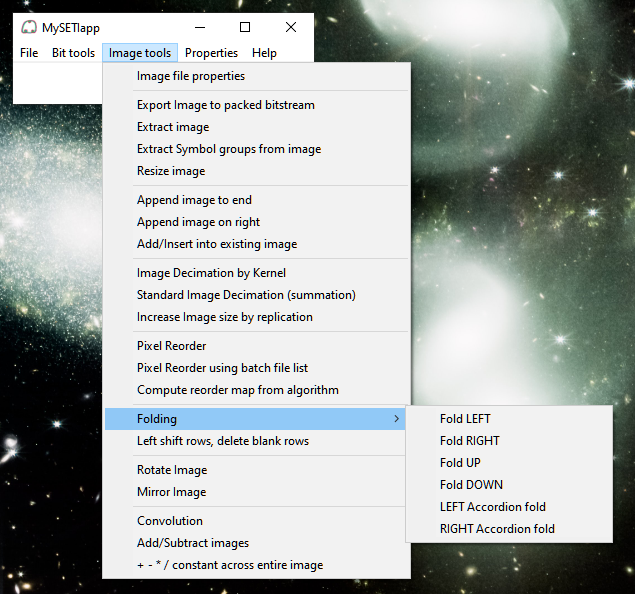 MySETIapp
File Bit tools Image tools Properties Help
Image file properties
Export Image to packed bitstream
Extract image
Extract Symbol groups from image
Resize image
Append image to end
Append image on right
Add/Insert into existing image
Image Decimation by Kernel
Standard Image Decimation (summation)
Increase Image size by replication
Pixel Reorder
Pixel Reorder using batch file list
Compute reorder map from algorithm
Folding
Left shift rows, delete blank rows
Rotate Image
Mirror Image
Convolution
Add/Subtract images
+ - * / constant across entire image
Fold LEFT
Fold RIGHT
Fold UP
Fold DOWN
LEFT Accordion fold
RIGHT Accordion fold